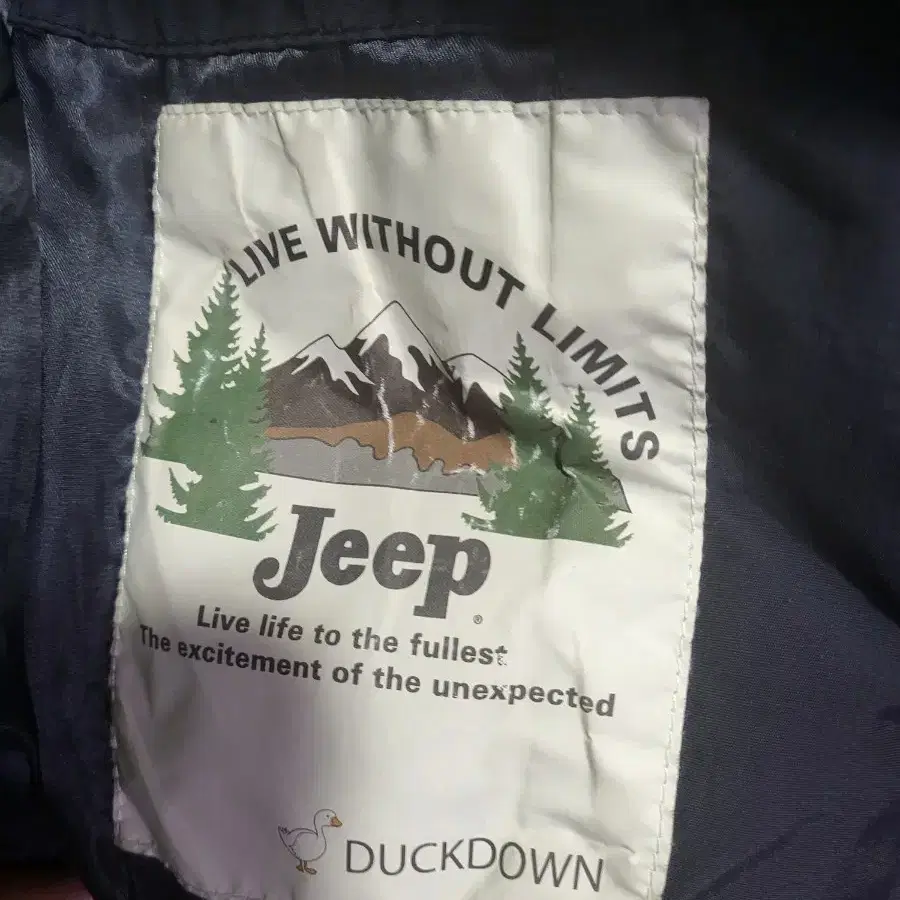 LIVE WITHOUT LIMITS
Jeep®
Live life to the fullest
The excitement of the unexpected
DUCKDOWN